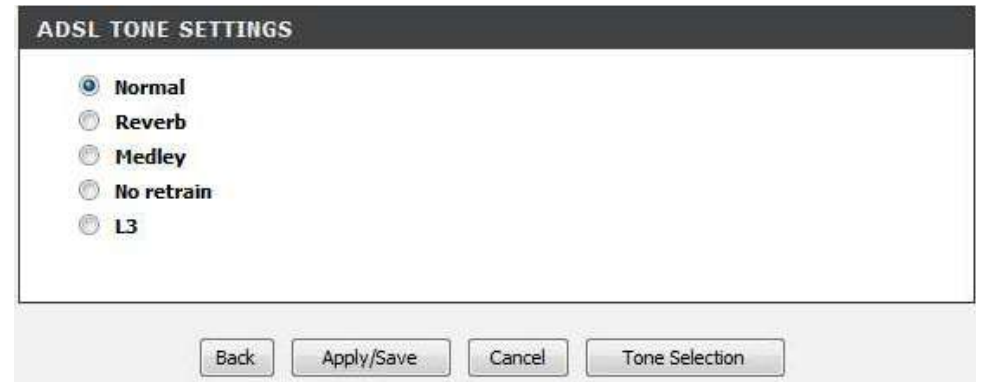 ADSL TONE SETTINGS
Normal
Reverb
Medley
No retrain
L3
Back Apply/Save Cancel Tone Selection